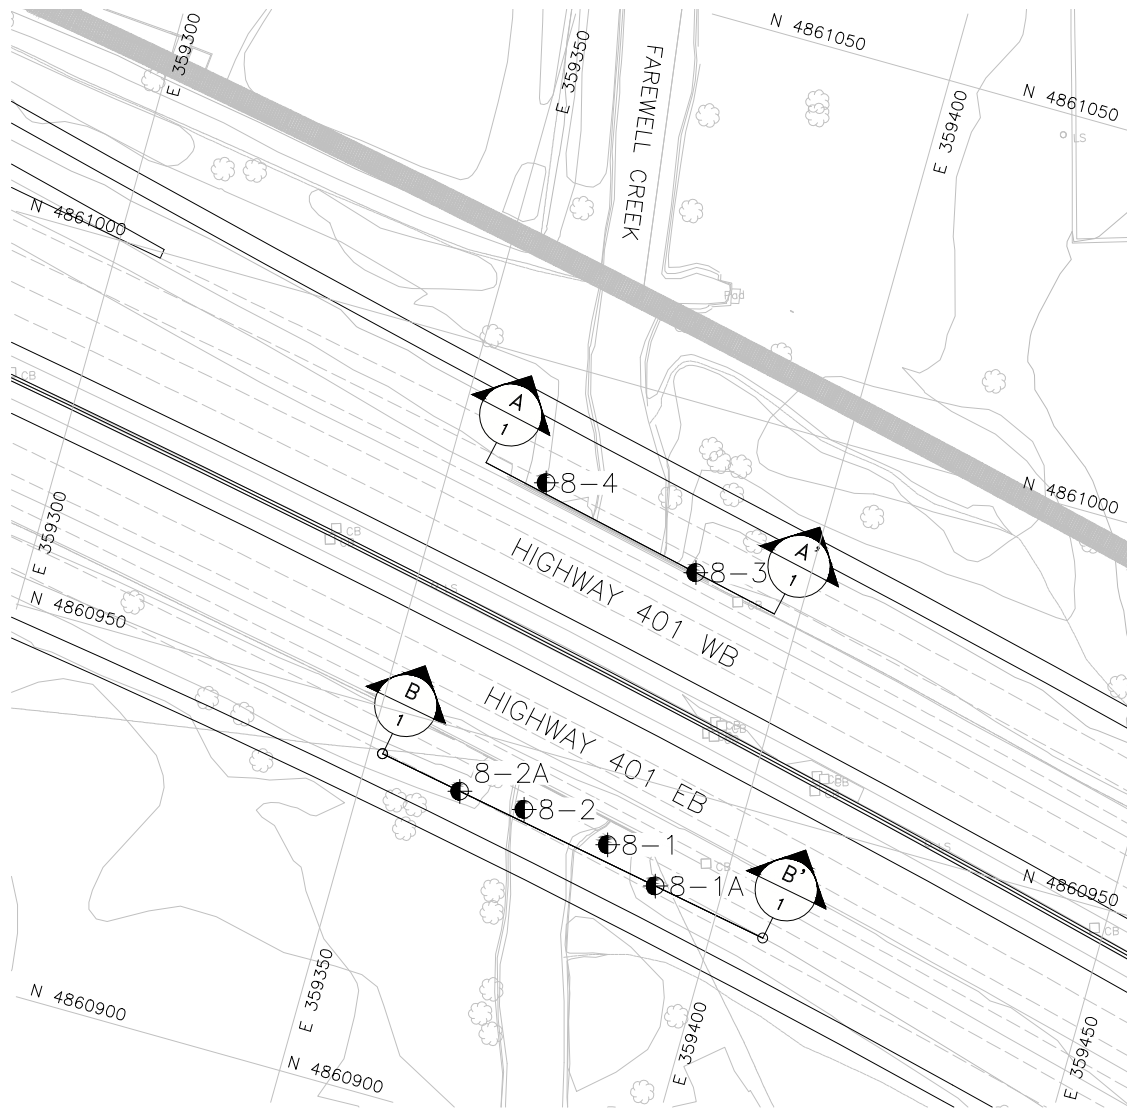 N 4861050
E 359300
E 359350
FAREWELL CREEK
N 4861050
E 359400
LS
N 4861000
CB
A
1
N 4861000
8-4
E 359300
CB
A'
1
8-3
HIGHWAY 401 WB
N 4860950
B
1
HIGHWAY 401 EB
8-2A
8-2
8-1
CB
LS
B'
1
8-1A
N 4860950
CB
E 359350
N 4860900
E 359400
E 359450
N 4860900